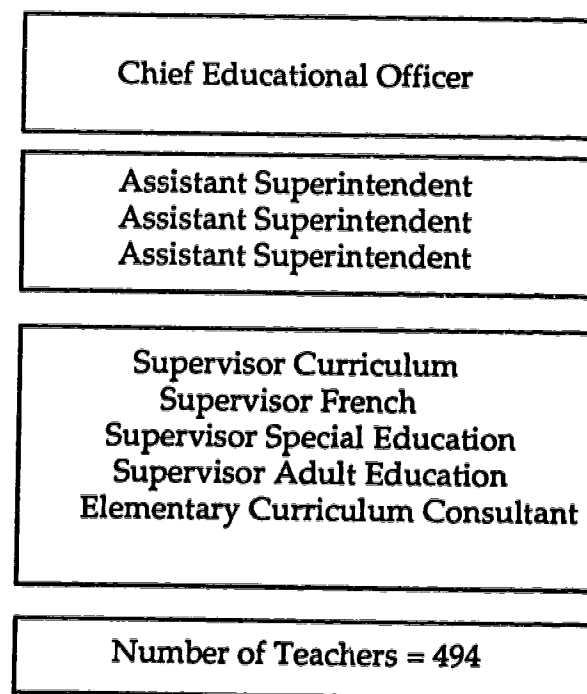 Chief Educational Officer
Assistant Superintendent
Assistant Superintendent
Assistant Superintendent
Supervisor Curriculum
Supervisor French
Supervisor Special Education
Supervisor Adult Education
Elementary Curriculum Consultant
Number of Teachers = 494